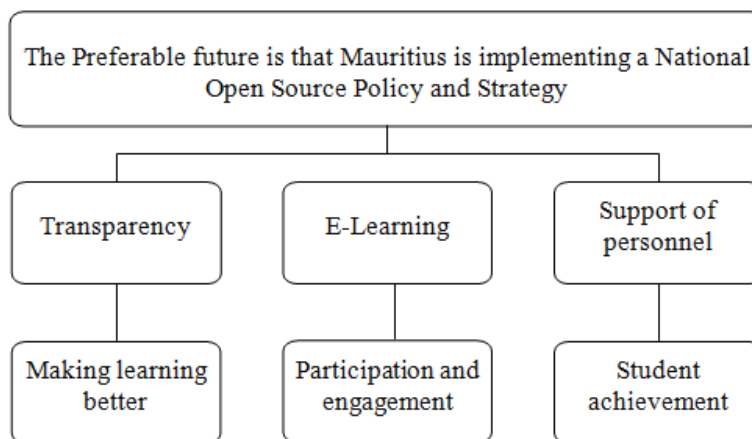 The Preferable future is that Mauritius is implementing a National
Open Source Policy and Strategy
Transparency
E-Learning
Support of
personnel
Making learning
better
Participation and
engagement
Student
achievement